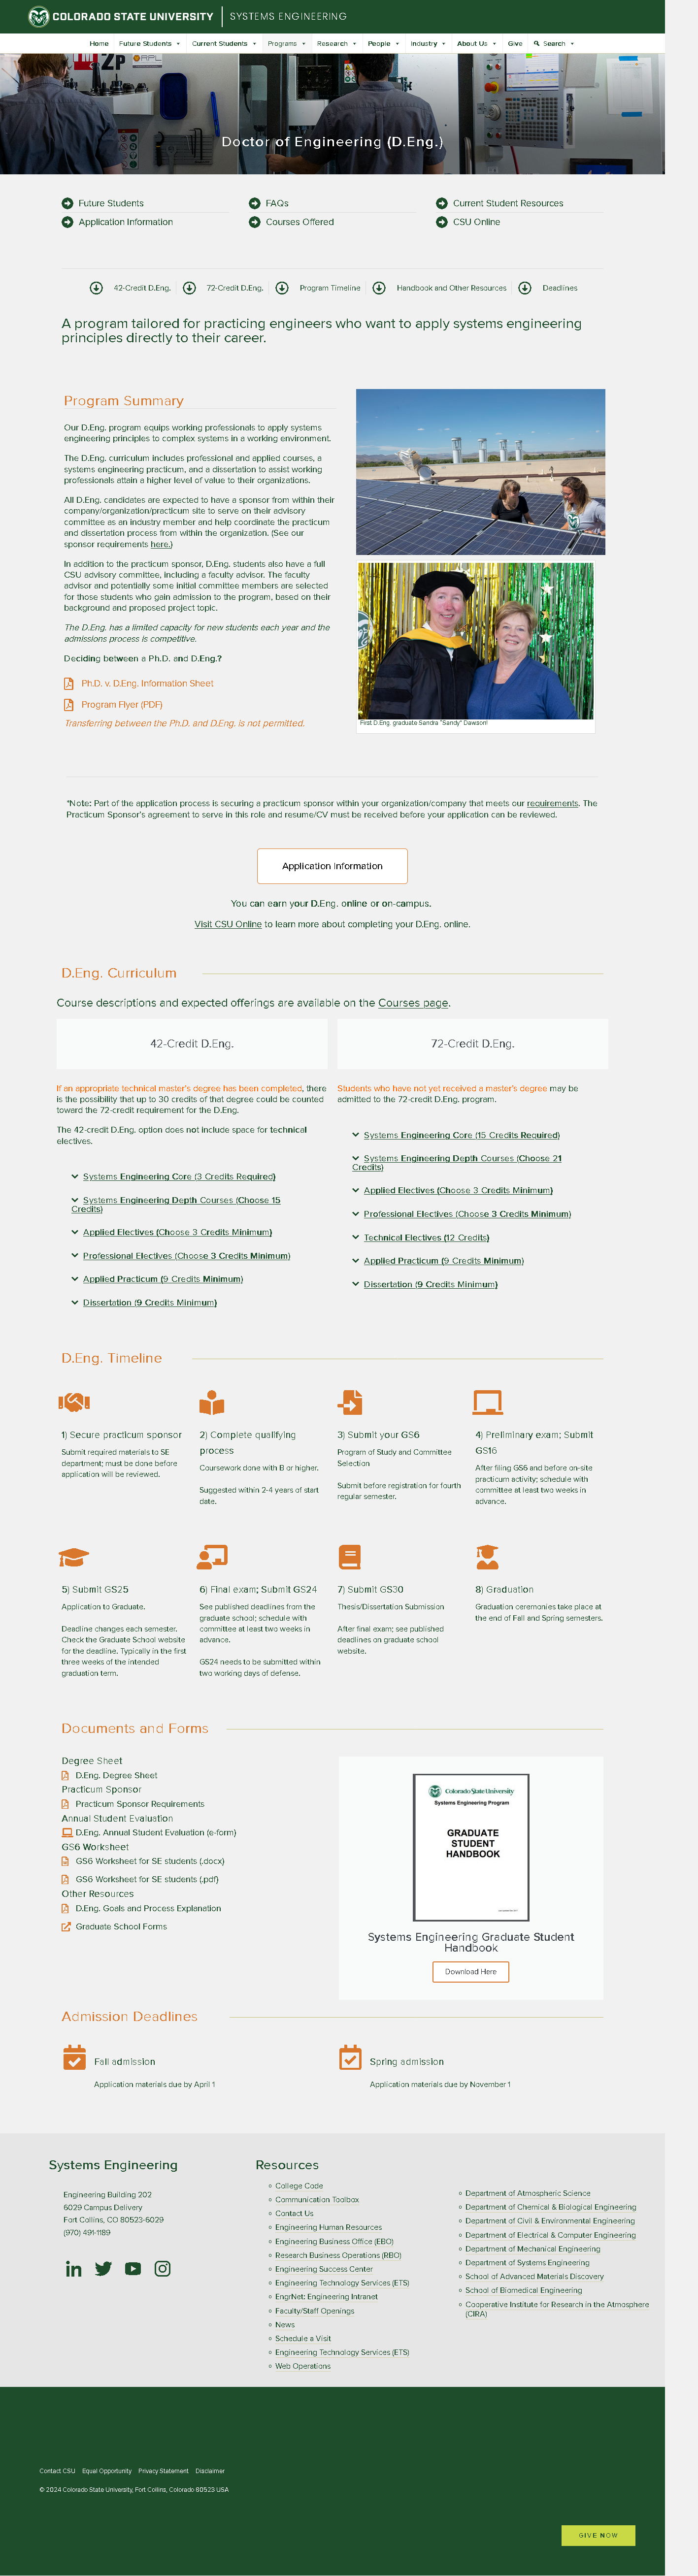 COLORADO STATE UNIVERSITY
SYSTEMS ENGINEERING
Home
Future Students
Current Students
Programs
Research
People
Industry
About Us
Give
Search
Doctor of Engineering (D.Eng.)
Future Students
FAQs
Current Student Resources
Application Information
Courses Offered
CSU Online
42-Credit D.Eng.
72-Credit D.Eng.
Program Timeline
Handbook and Other Resources
Deadlines
A program tailored for practicing engineers who want to apply systems engineering
principles directly to their career.
Program Summary
Our D.Eng. program equips working professionals to apply systems
engineering principles to complex systems in a working environment.
The D.Eng. curriculum includes professional and applied courses, a
systems engineering practicum, and a dissertation to assist working
professionals attain a higher level of value to their organizations.
All D.Eng. candidates are expected to have a sponsor from within their
company/organization/practicum site to serve on their advisory
committee as an industry member and help coordinate the practicum
and dissertation process from within the organization. (See our
sponsor requirements here.)
In addition to the practicum sponsor, D.Eng. students also have a full
CSU advisory committee, including a faculty advisor. The faculty
advisor and potentially some initial committee members are selected
for those students who gain admission to the program, based on their
background and proposed project topic.
The D.Eng. has a limited capacity for new students each year and the
admissions process is competitive.
Deciding between a Ph.D. and D.Eng.?
Ph.D. v. D.Eng. Information Sheet
Program Flyer (PDF)
Transferring between the Ph.D. and D.Eng. is not permitted.
First D.Eng. graduate Sandra "Sandy" Dawson!
*Note: Part of the application process is securing a practicum sponsor within your organization/company that meets our requirements. The
Practicum Sponsor's agreement to serve in this role and resume/CV must be received before your application can be reviewed.
Application Information
You can earn your D.Eng. online or on-campus.
Visit CSU Online to learn more about completing your D.Eng. online.
D.Eng. Curriculum
Course descriptions and expected offerings are available on the Courses page.
42-Credit D.Eng.
If an appropriate technical master's degree has been completed, there
is the possibility that up to 30 credits of that degree could be counted
toward the 72-credit requirement for the D.Eng.
The 42-credit D.Eng. option does not include space for technical
electives.
Systems Engineering Core (3 Credits Required)
Systems Engineering Depth Courses (Choose 15
Credits)
Applied Electives (Choose 3 Credits Minimum)
Professional Electives (Choose 3 Credits Minimum)
Applied Practicum (9 Credits Minimum)
Dissertation (9 Credits Minimum)
72-Credit D.Eng.
Students who have not yet received a master's degree may be
admitted to the 72-credit D.Eng. program.
Systems Engineering Core (15 Credits Required)
Systems Engineering Depth Courses (Choose 21
Credits)
Applied Electives (Choose 3 Credits Minimum)
Professional Electives (Choose 3 Credits Minimum)
Technical Electives (12 Credits)
Applied Practicum (9 Credits Minimum)
Dissertation (9 Credits Minimum)
D.Eng. Timeline
1) Secure practicum sponsor
Submit required materials to SE
department; must be done before
application will be reviewed.
2) Complete qualifying
process
Coursework done with B or higher.
Suggested within 2-4 years of start
date.
3) Submit your GS6
Program of Study and Committee
Selection
Submit before registration for fourth
regular semester.
4) Preliminary exam; Submit
GS16
After filing GS6 and before on-site
practicum activity; schedule with
committee at least two weeks in
advance.
5) Submit GS25
Application to Graduate.
Deadline changes each semester.
Check the Graduate School website
for the deadline. Typically in the first
three weeks of the intended
graduation term.
6) Final exam; Submit GS24
See published deadlines from the
graduate school; schedule with
committee at least two weeks in
advance.
GS24 needs to be submitted within
two working days of defense.
7) Submit GS30
Thesis/Dissertation Submission
After final exam; see published
deadlines on graduate school
website.
8) Graduation
Graduation ceremonies take place at
the end of Fall and Spring semesters.
Documents and Forms
Degree Sheet
D.Eng. Degree Sheet
Practicum Sponsor
Practicum Sponsor Requirements
Annual Student Evaluation
D.Eng. Annual Student Evaluation (e-form)
GS6 Worksheet
GS6 Worksheet for SE students (.docx)
GS6 Worksheet for SE students (.pdf)
Other Resources
D.Eng. Goals and Process Explanation
Graduate School Forms
Colorado State University
Systems Engineering Program
GRADUATE
STUDENT
HANDBOOK
Systems Engineering Graduate Student
Handbook
Download Here
Admission Deadlines
Fall admission
Application materials due by April 1
Spring admission
Application materials due by November 1
Systems Engineering
Engineering Building 202
6029 Campus Delivery
Fort Collins, CO 80523-6029
(970) 491-1189
Resources
College Code
Communication Toolbox
Contact Us
Engineering Human Resources
Engineering Business Office (EBO)
Research Business Operations (RBO)
Engineering Success Center
Engineering Technology Services (ETS)
EngrNet: Engineering Intranet
Faculty/Staff Openings
News
Schedule a Visit
Engineering Technology Services (ETS)
Web Operations
Department of Atmospheric Science
Department of Chemical & Biological Engineering
Department of Civil & Environmental Engineering
Department of Electrical & Computer Engineering
Department of Mechanical Engineering
Department of Systems Engineering
School of Advanced Materials Discovery
School of Biomedical Engineering
Cooperative Institute for Research in the Atmosphere
(CIRA)
Contact CSU
Equal Opportunity
Privacy Statement
Disclaimer
© 2024 Colorado State University, Fort Collins, Colorado 80523 USA
GIVE NOW